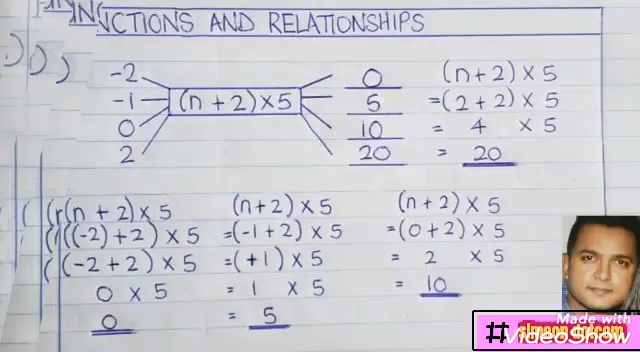 FUNCTIONS AND RELATIONSHIPS
-2
-1
0
2
(n + 2) × 5
0
5
10
20
(n + 2) × 5
= (2 + 2) × 5
= 4 × 5
= 20
(n + 2) × 5
((-2) + 2) × 5
(-2 + 2) × 5
0 × 5
0
(n + 2) × 5
= (-1 + 2) × 5
= (+1) × 5
= 1 × 5
= 5
(n + 2) × 5
= (0 + 2) × 5
= 2 × 5
= 10
Made with
VideoShow
#